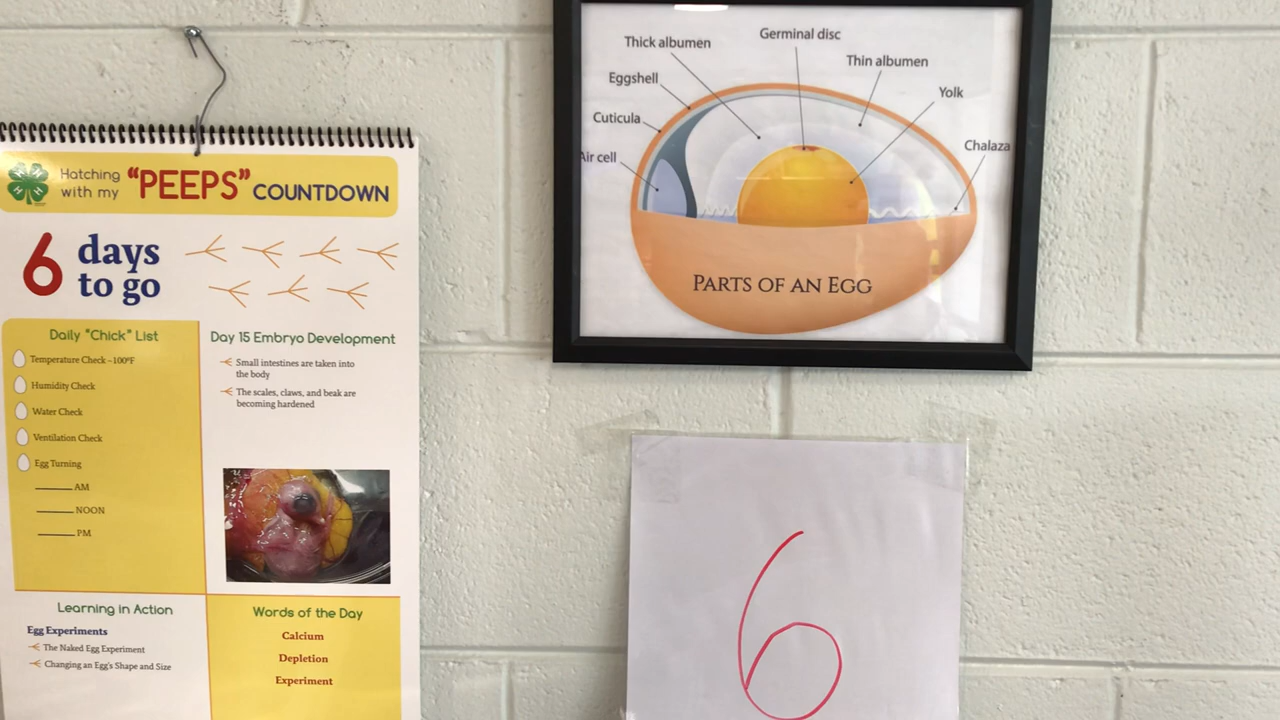 Hatching
with my
"PEEPS" COUNTDOWN
6 days
to go
Daily "Chick" List
Temperature Check ~100ºF
Humidity Check
Water Check
Ventilation Check
Egg Turning
AM
NOON
PM
Day 15 Embryo Development
Small intestines are taken into
the body
The scales, claws, and beak are
becoming hardened
Learning in Action
Egg Experiments
The Naked Egg Experiment
Changing an Egg's Shape and Size
Words of the Day
Calcium
Depletion
Experiment
Germinal disc
Thick albumen
Thin albumen
Eggshell
Yolk
Cuticula
Chalaza
Air cell
PARTS OF AN EGG
6